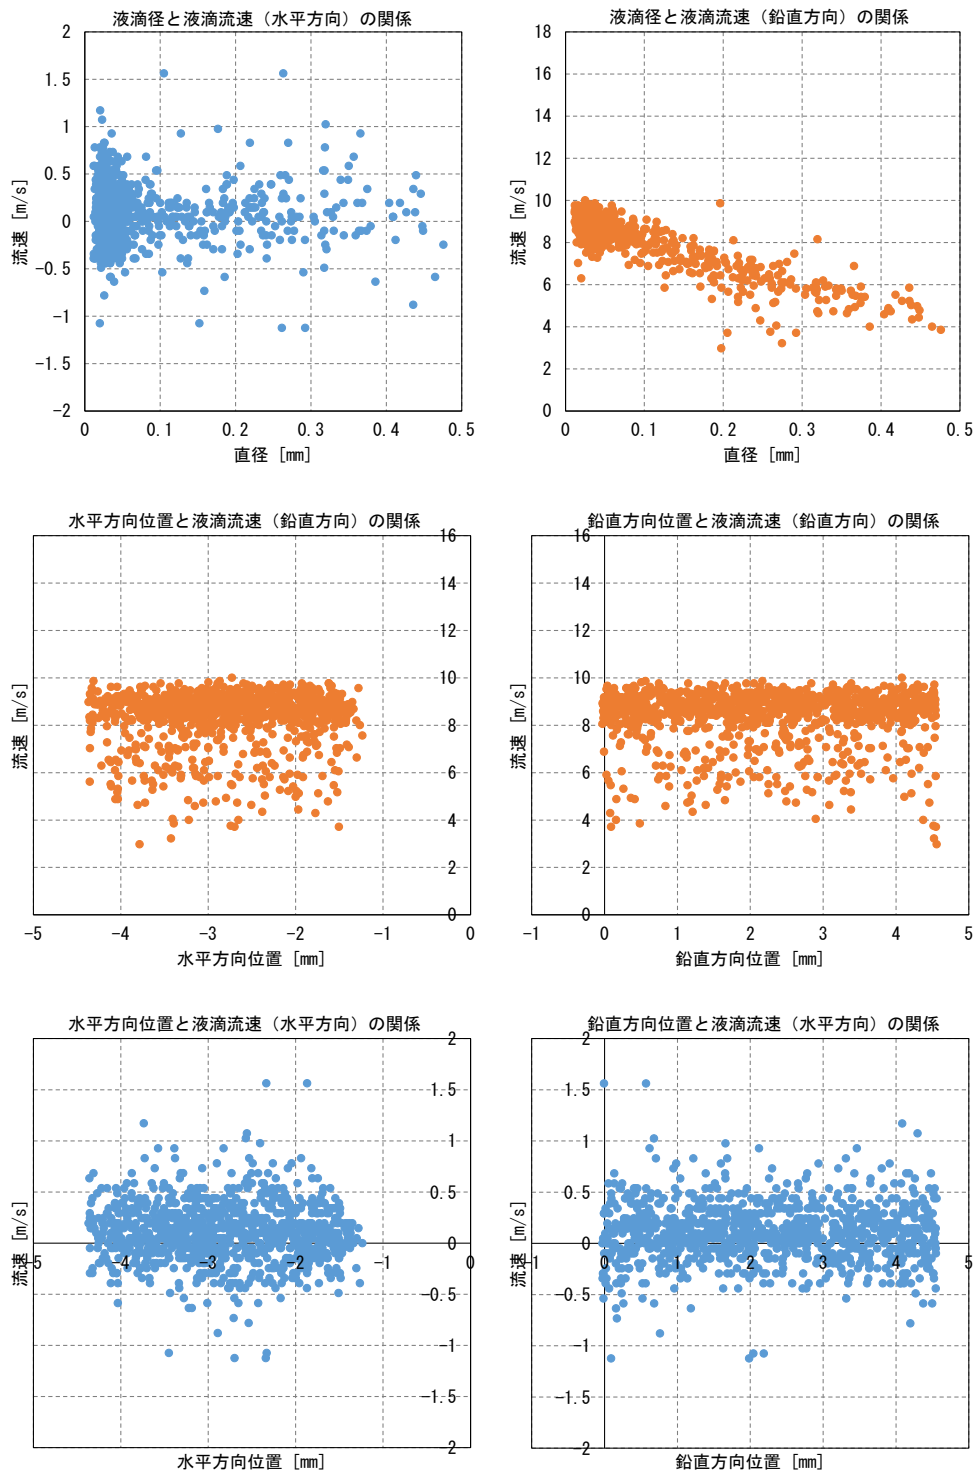 液滴径と液滴流速（水平方向）の関係
2
1.5
1
0.5
0
-0.5
-1
-1.5
-2
流速 [m/s]
0 0.1 0.2 0.3 0.4 0.5
直径 [mm]
液滴径と液滴流速（鉛直方向）の関係
18
16
14
12
10
8
6
4
2
0
流速 [m/s]
0 0.1 0.2 0.3 0.4 0.5
直径 [mm]
水平方向位置と液滴流速（鉛直方向）の関係
16
14
12
10
8
6
4
2
0
流速 [m/s]
-5 -4 -3 -2 -1 0
水平方向位置 [mm]
鉛直方向位置と液滴流速（鉛直方向）の関係
16
14
12
10
8
6
4
2
0
流速 [m/s]
-1 0 1 2 3 4 5
鉛直方向位置 [mm]
水平方向位置と液滴流速（水平方向）の関係
2
1.5
1
0.5
0
-0.5
-1
-1.5
-2
流速 [m/s]
-5 -4 -3 -2 -1 0
水平方向位置 [mm]
鉛直方向位置と液滴流速（水平方向）の関係
2
1.5
1
0.5
0
-0.5
-1
-1.5
-2
流速 [m/s]
-1 0 1 2 3 4 5
鉛直方向位置 [mm]